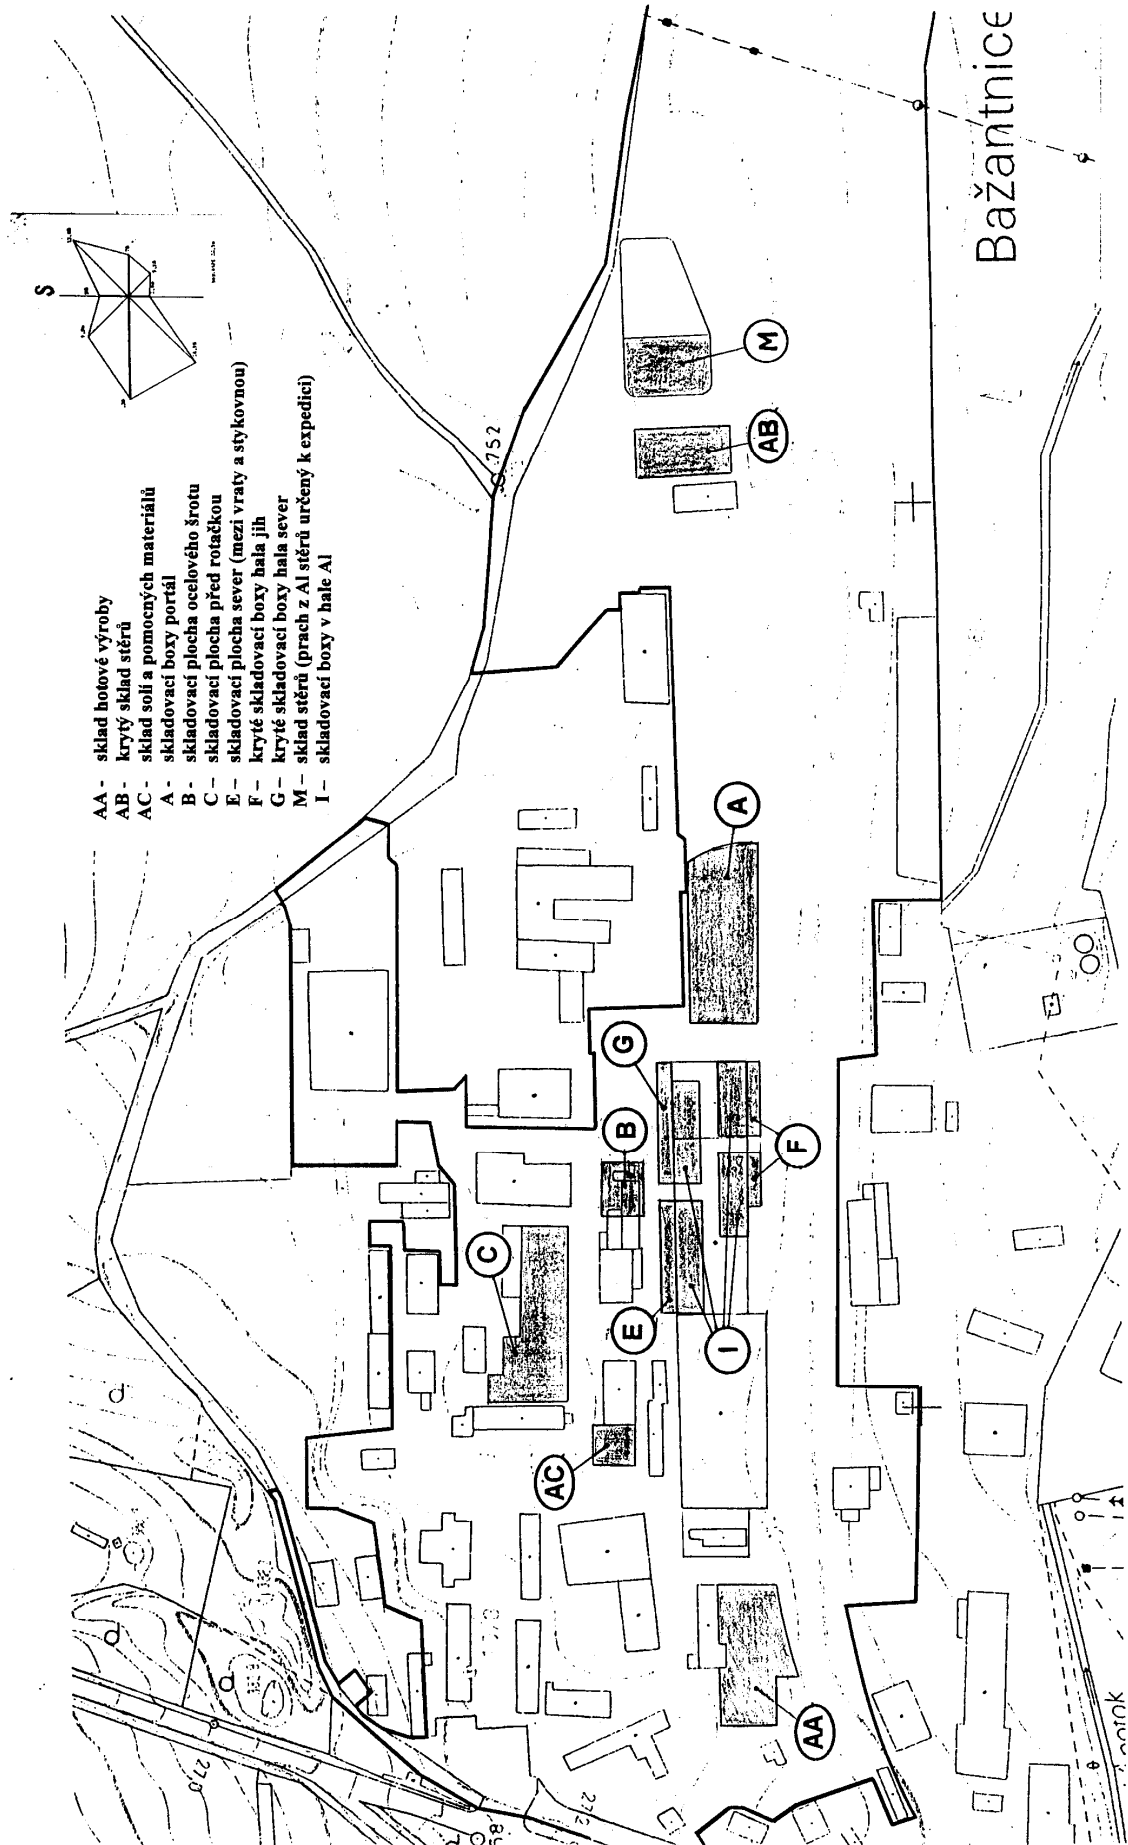 S
AA - sklad hotové výroby
AB - krytý sklad stěrů
AC - sklad solí a pomocných materiálů
A - skladovací boxy portál
B - skladovací plocha ocelového šrotu
C – skladovací plocha před rotačkou
E – skladovací plocha sever (mezi vraty a stykovnou)
F – kryté skladovací boxy hala jih
G – kryté skladovací boxy hala sever
M – sklad stěrů (prach z Al stěrů určený k expedici)
I – skladovací boxy v hale Al
Bažantnice
752
M
AB
A
G
B
F
C
E
I
AC
AA
270
272